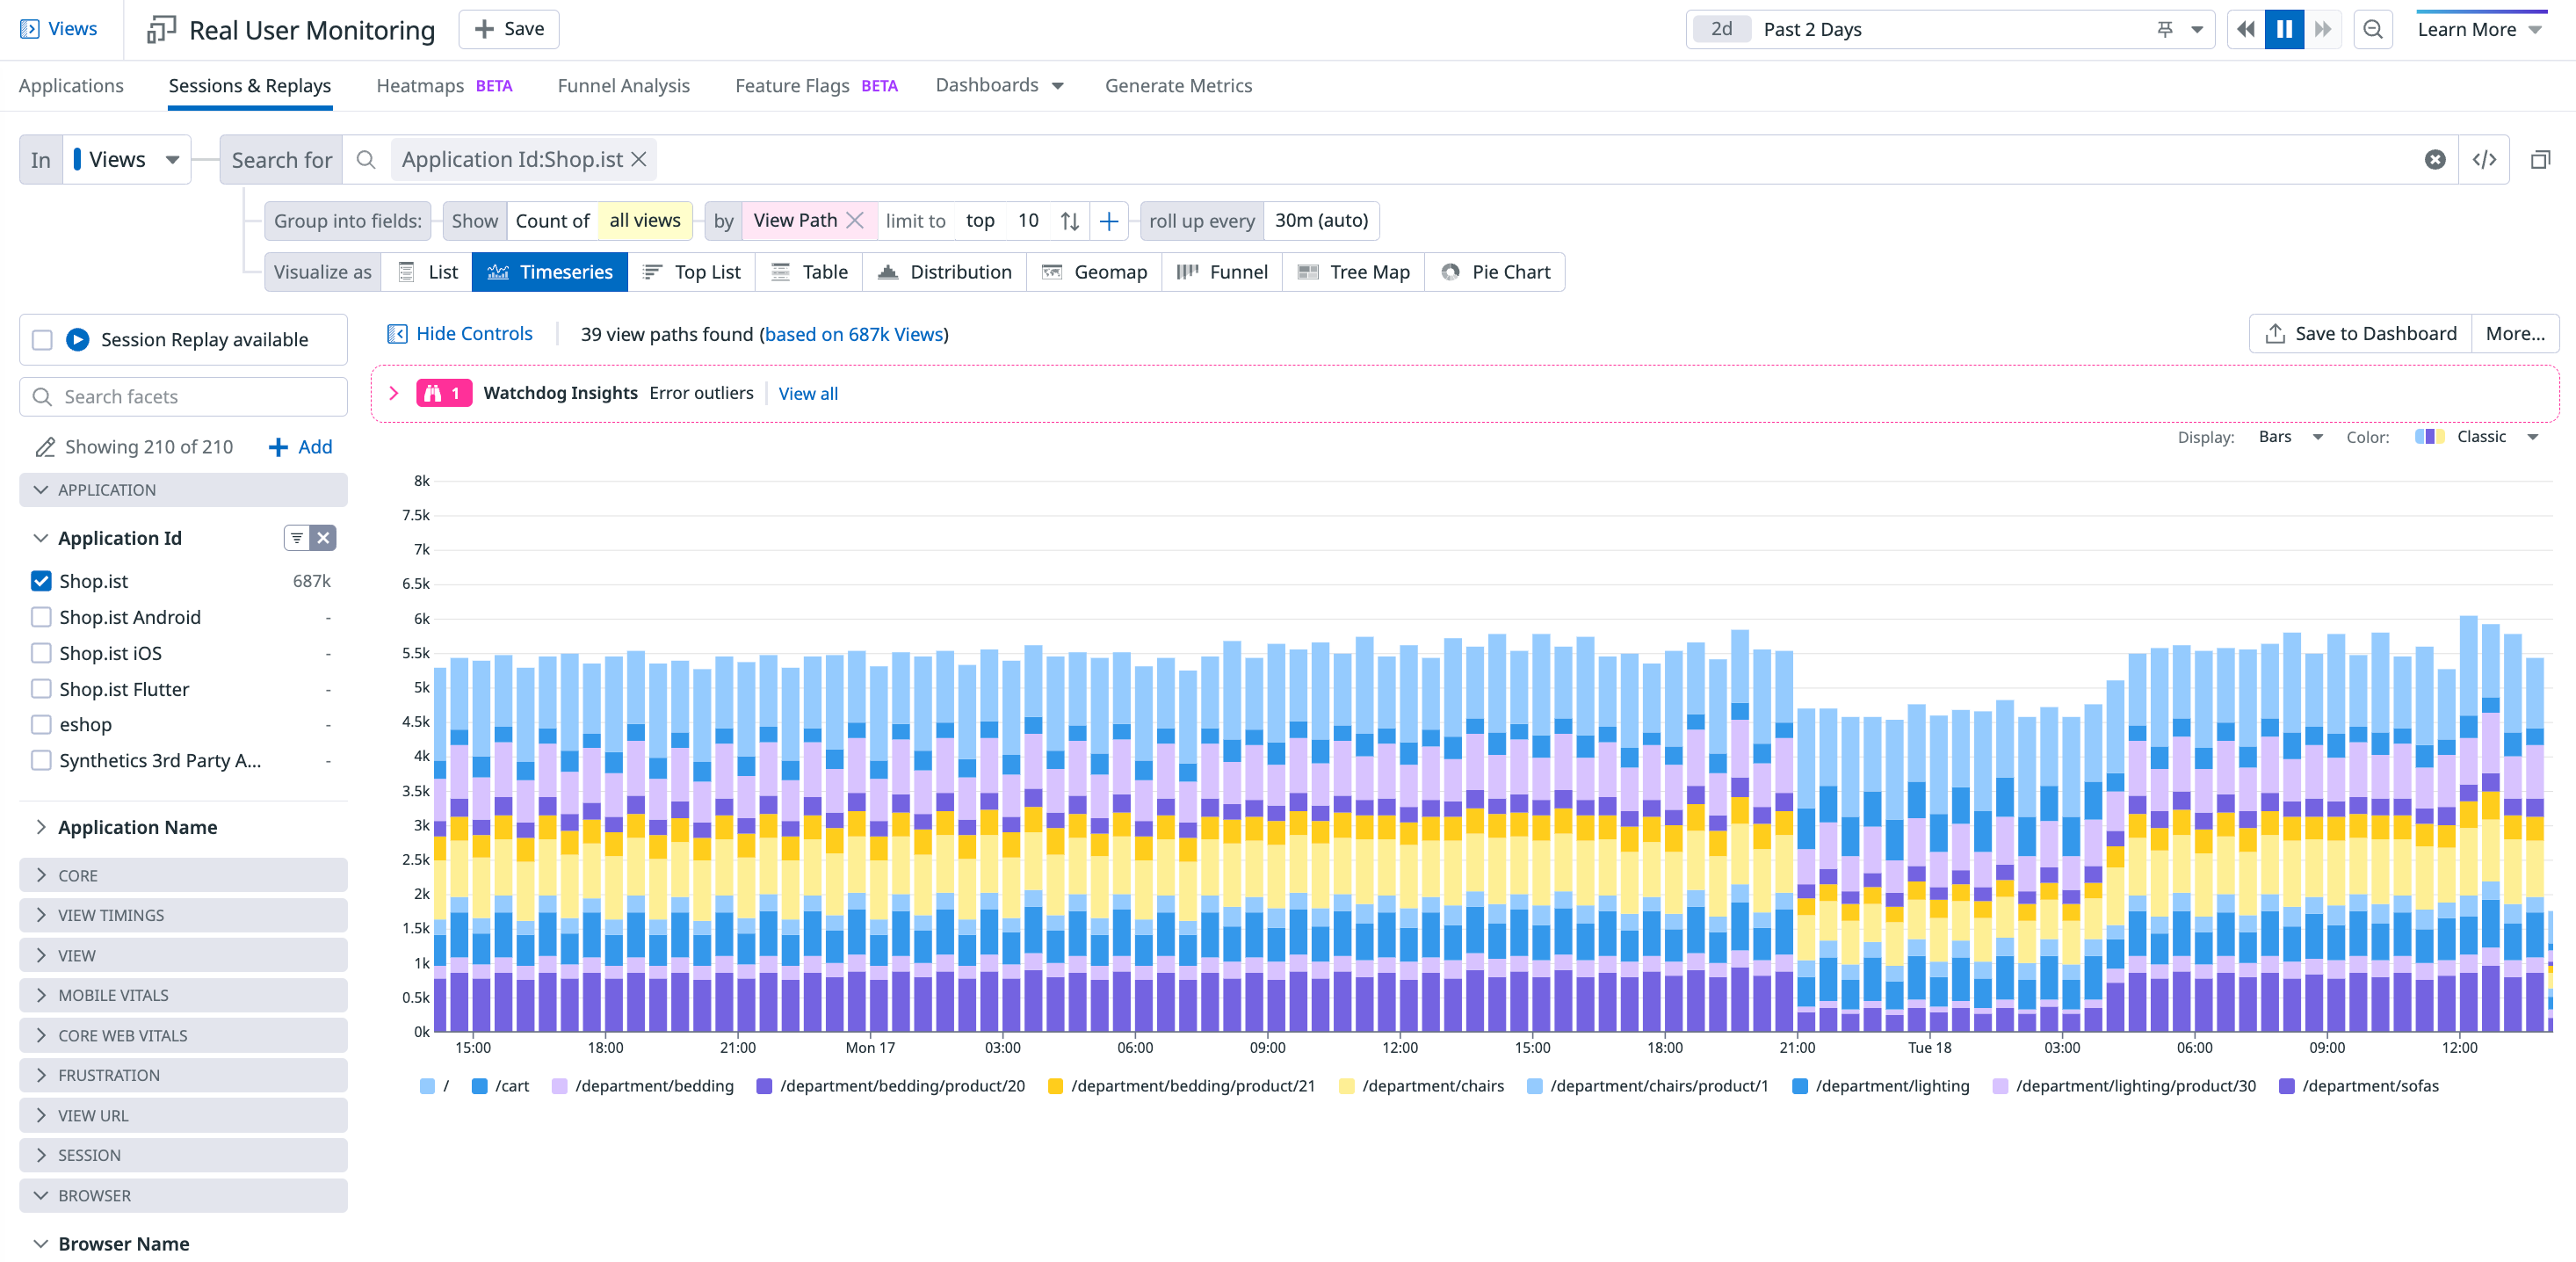 Views
Real User Monitoring
Save
2d Past 2 Days
Learn More
Applications Sessions & Replays Heatmaps BETA Funnel Analysis Feature Flags BETA Dashboards Generate Metrics
In Views Search for Application Id:Shop.ist
Group into fields: Show Count of all views by View Path limit to top 10 roll up every 30m (auto)
Visualize as List Timeseries Top List Table Distribution Geomap Funnel Tree Map Pie Chart
Session Replay available
Hide Controls 39 view paths found (based on 687k Views) Save to Dashboard More...
Search facets
1 Watchdog Insights Error outliers View all
Showing 210 of 210 Add
Display: Bars Color: Classic
APPLICATION
Application Id
Shop.ist 687k
Shop.ist Android -
Shop.ist iOS -
Shop.ist Flutter -
eshop -
Synthetics 3rd Party A... -
Application Name
CORE
VIEW TIMINGS
VIEW
MOBILE VITALS
CORE WEB VITALS
FRUSTRATION
VIEW URL
SESSION
BROWSER
Browser Name
8k
7.5k
7k
6.5k
6k
5.5k
5k
4.5k
4k
3.5k
3k
2.5k
2k
1.5k
1k
0.5k
0k
15:00 18:00 21:00 Mon 17 03:00 06:00 09:00 12:00 15:00 18:00 21:00 Tue 18 03:00 06:00 09:00 12:00
/ /cart /department/bedding /department/bedding/product/20 /department/bedding/product/21 /department/chairs /department/chairs/product/1 /department/lighting /department/lighting/product/30 /department/sofas